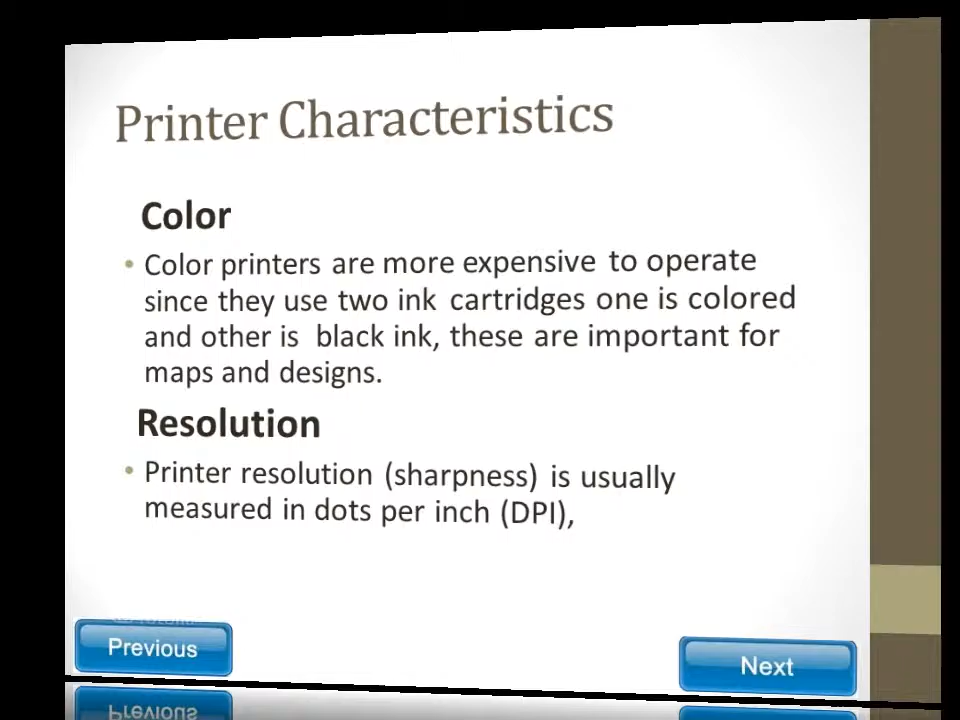 Printer Characteristics
Color
• Color printers are more expensive to operate
since they use two ink cartridges one is colored
and other is black ink, these are important for
maps and designs.
Resolution
• Printer resolution (sharpness) is usually
measured in dots per inch (DPI),
Previous
Next
Previous